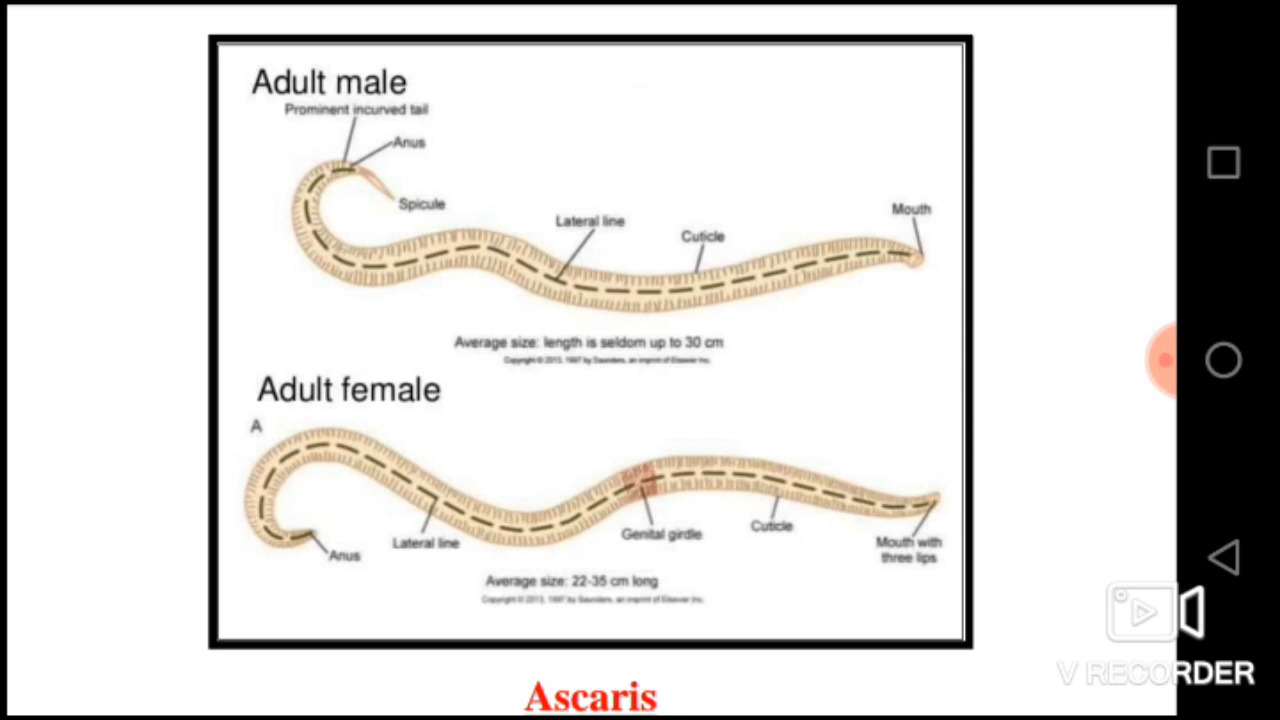 Adult male
Prominent incurved tail
Anus
Spicule
Lateral line
Cuticle
Mouth
Average size: length is seldom up to 30 cm
Copyright © 2013, 1997 by Saunders, an imprint of Elsevier Inc.
Adult female
A
Genital girdle
Cuticle
Lateral line
Mouth with
three lips
Anus
Average size: 22-35 cm long
Copyright © 2013, 1997 by Saunders, an imprint of Elsevier Inc.
V RECORDER
Ascaris